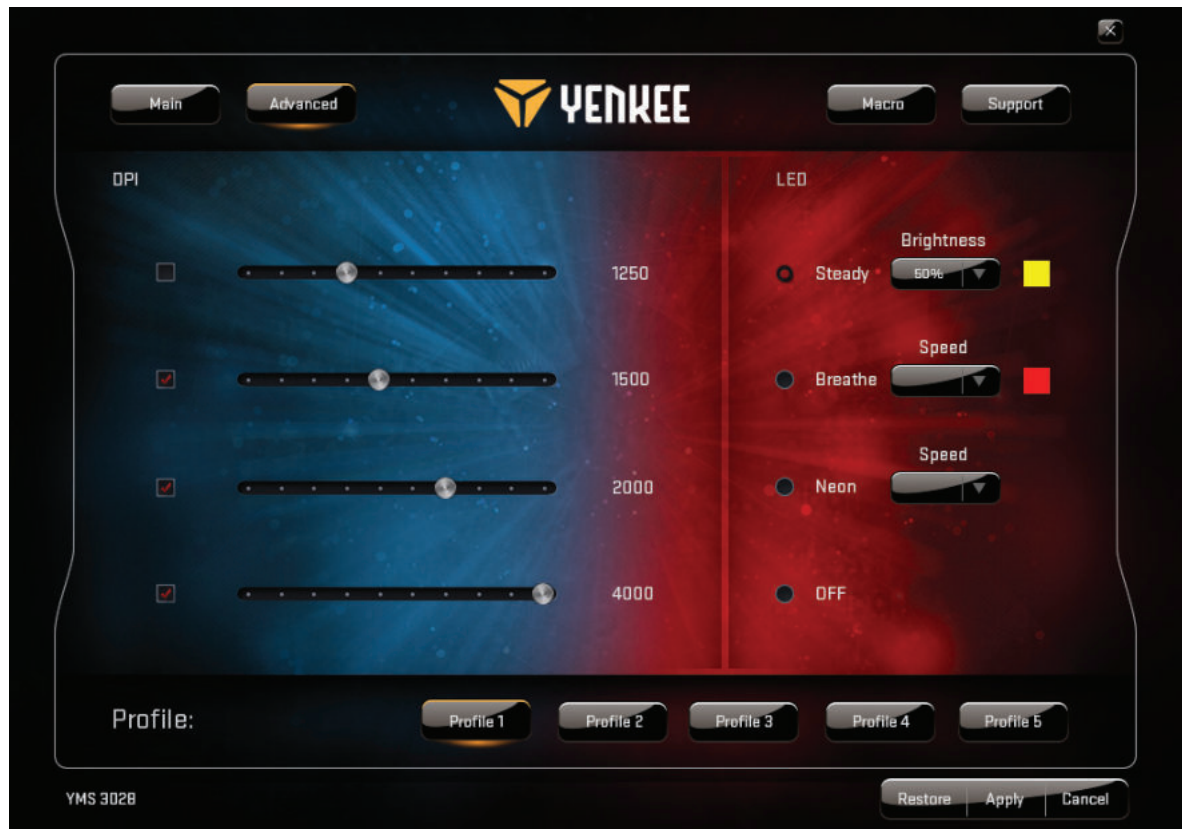 Main Advanced YENKEE Macro Support
DPI LED
Brightness
1250 Steady 50%
Speed
1500 Breathe
Speed
2000 Neon
4000 OFF
Profile: Profile 1 Profile 2 Profile 3 Profile 4 Profile 5
YMS 3028 Restore Apply Cancel